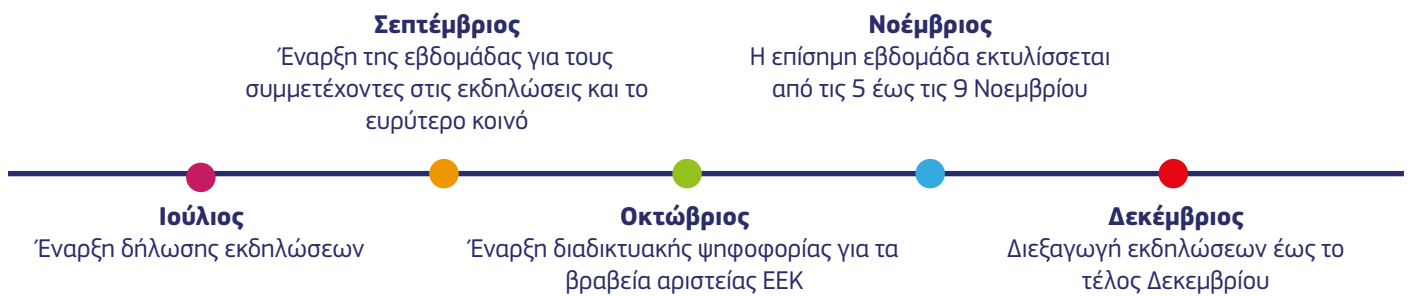 Σεπτέμβριος
Έναρξη της εβδομάδας για τους
συμμετέχοντες στις εκδηλώσεις και το
ευρύτερο κοινό
Νοέμβριος
Η επίσημη εβδομάδα εκτυλίσσεται
από τις 5 έως τις 9 Νοεμβρίου
Ιούλιος
Έναρξη δήλωσης εκδηλώσεων
Οκτώβριος
Έναρξη διαδικτυακής ψηφοφορίας για τα
βραβεία αριστείας ΕΕΚ
Δεκέμβριος
Διεξαγωγή εκδηλώσεων έως το
τέλος Δεκεμβρίου